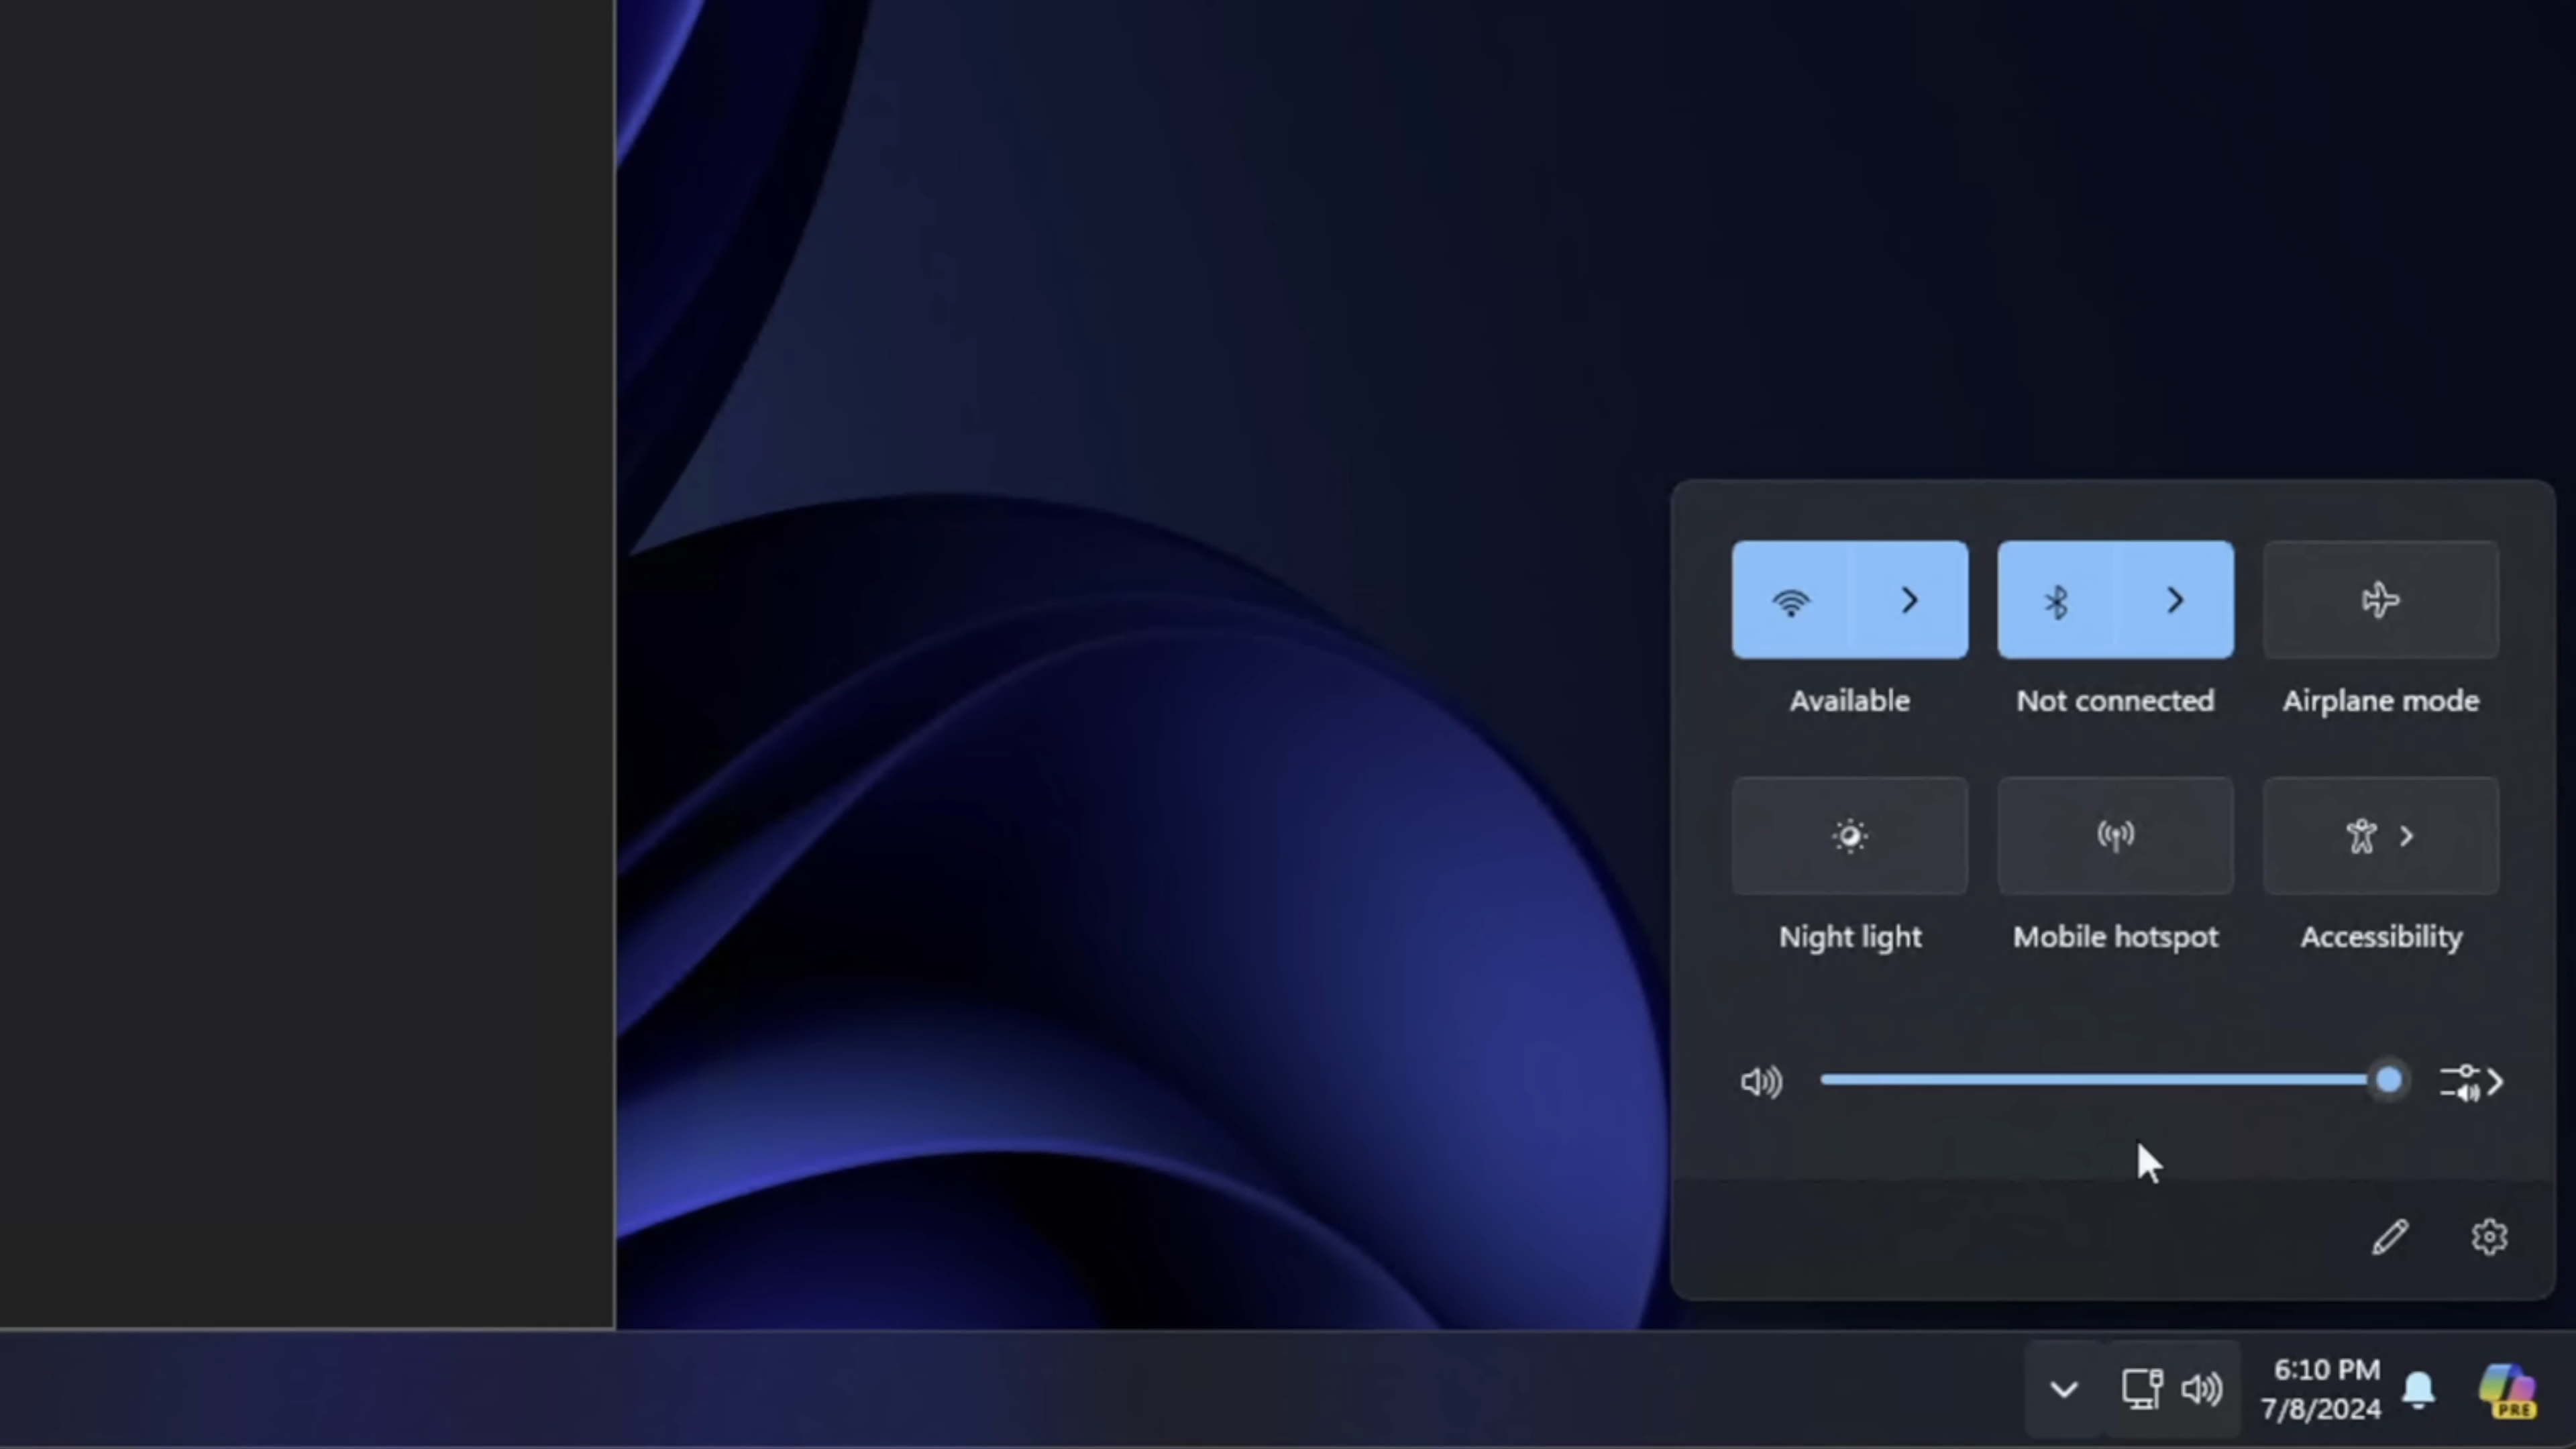 Available
Not connected
Airplane mode
Night light
Mobile hotspot
Accessibility
6:10 PM
7/8/2024
PRE